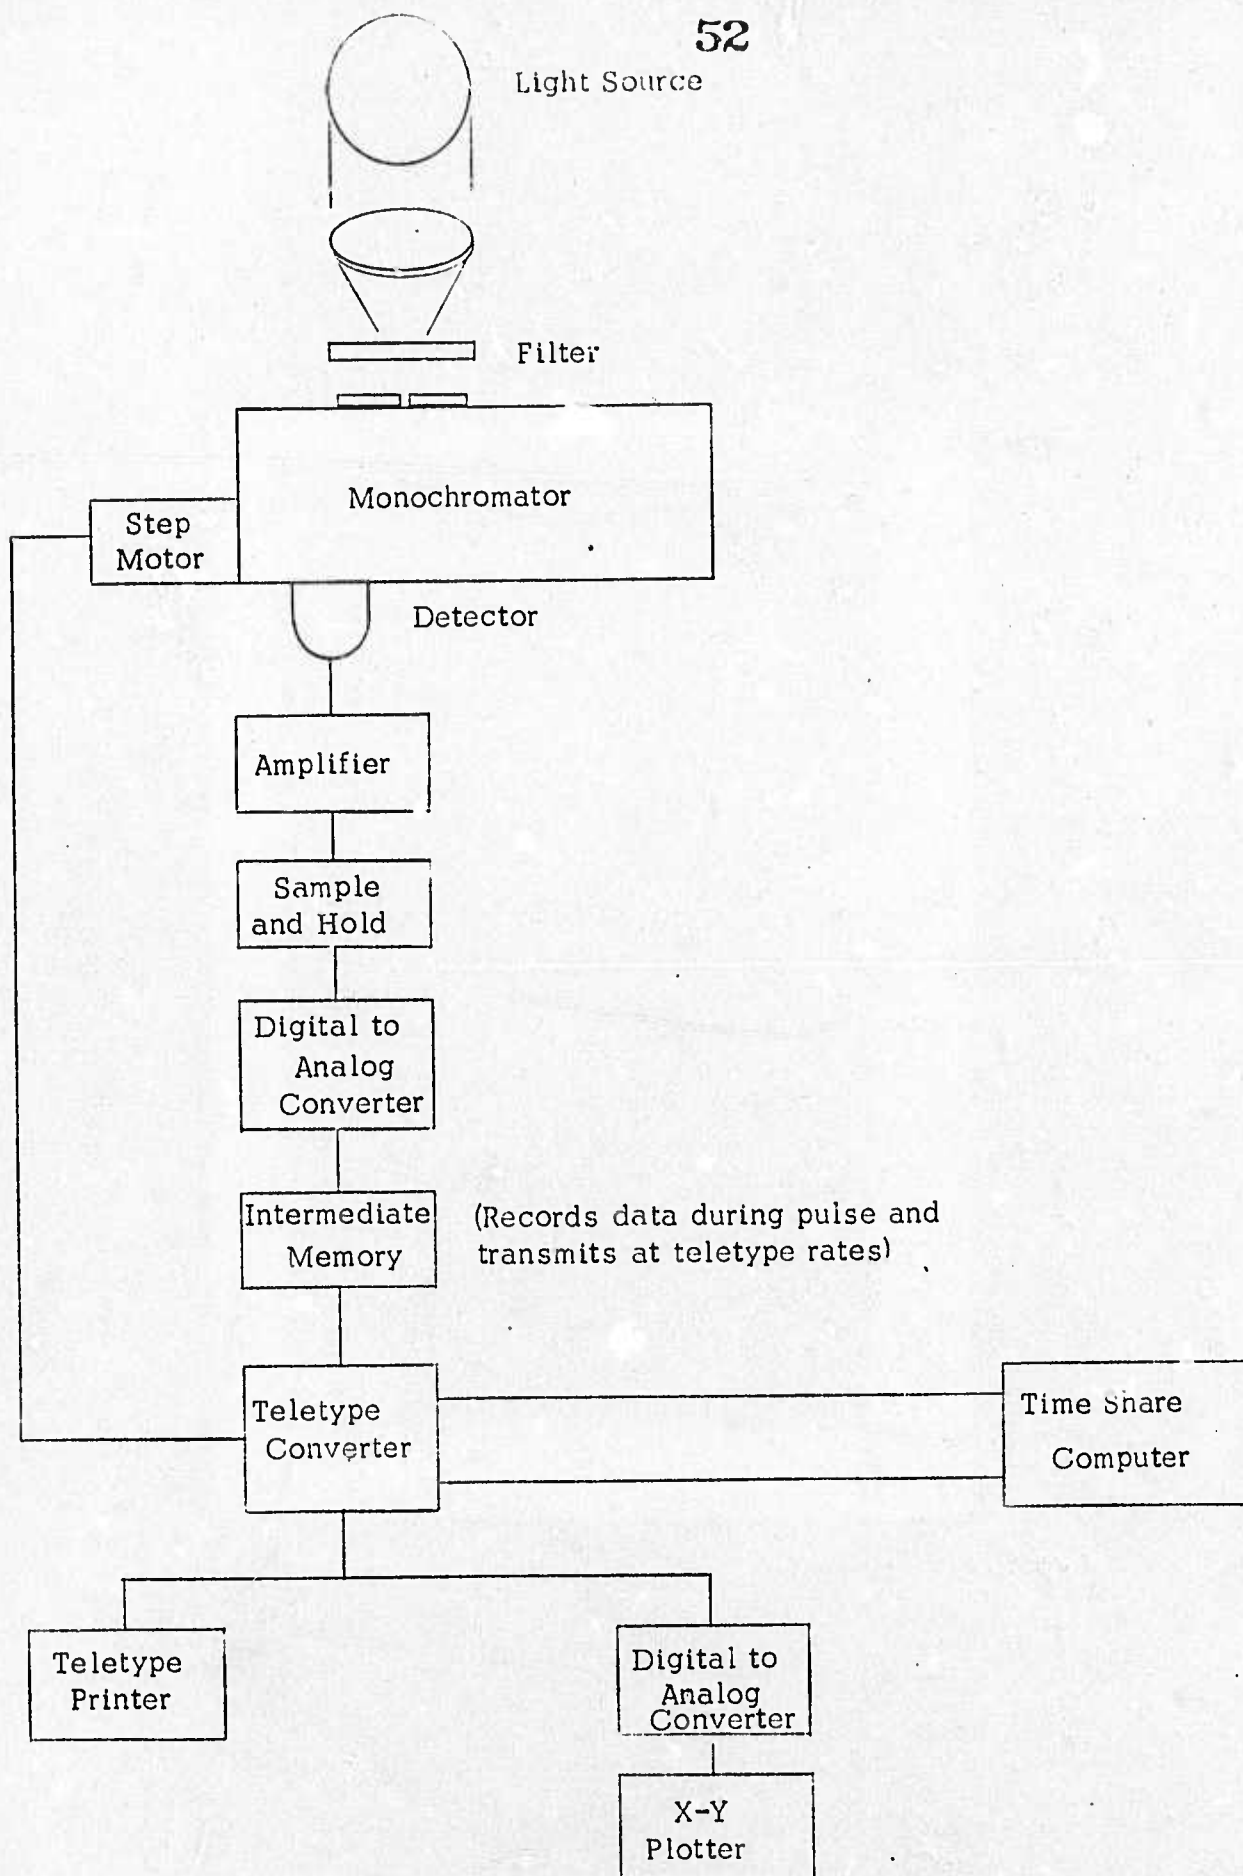 52
Light Source
Filter
Monochromator
Step
Motor
Detector
Amplifier
Sample
and Hold
Digital to
Analog
Converter
Intermediate
Memory
(Records data during pulse and
transmits at teletype rates)
Teletype
Converter
Time Share
Computer
Teletype
Printer
Digital to
Analog
Converter
X-Y
Plotter